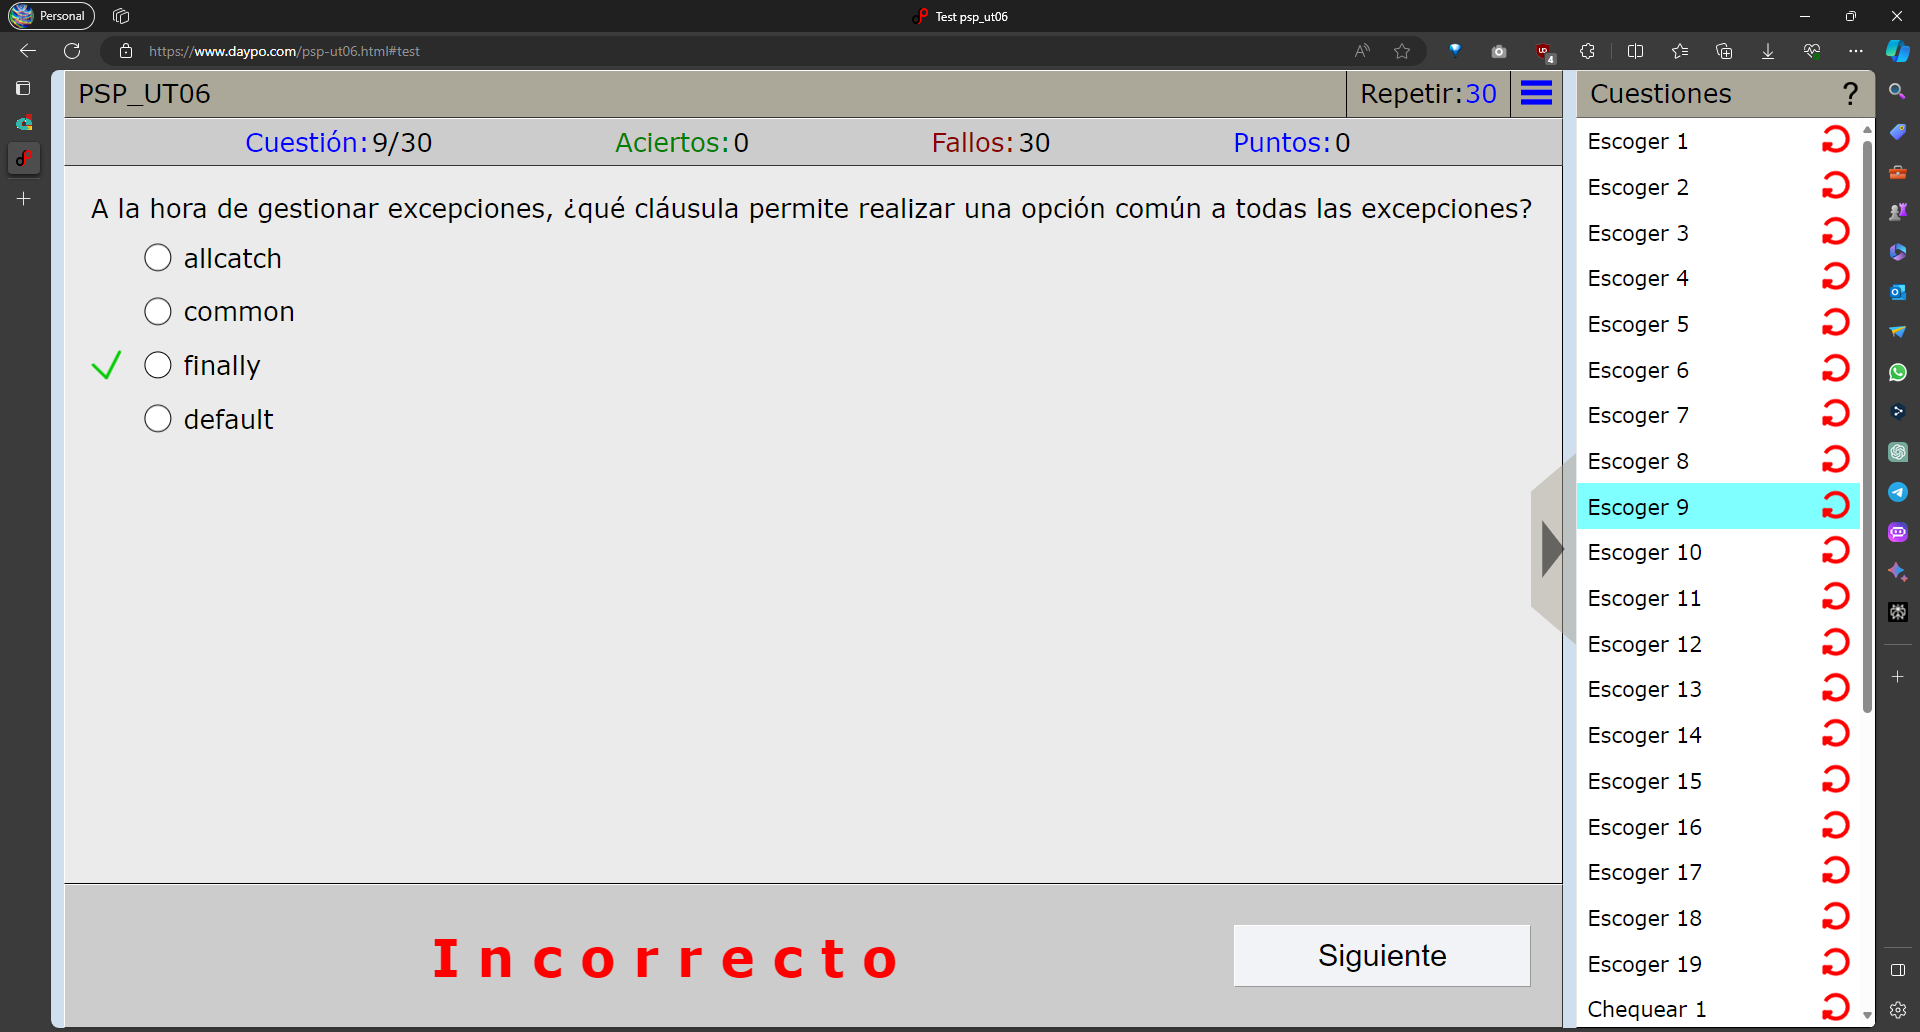 Personal
Test psp_ut06
https://www.daypo.com/psp-ut06.html#test
4
PSP_UT06
Repetir:30
Cuestión:9/30
Aciertos:0
Fallos:30
Puntos:0
A la hora de gestionar excepciones, ¿qué cláusula permite realizar una opción común a todas las excepciones?
allcatch
common
finally
default
Incorrecto
Siguiente
Cuestiones
?
Escoger 1
Escoger 2
Escoger 3
Escoger 4
Escoger 5
Escoger 6
Escoger 7
Escoger 8
Escoger 9
Escoger 10
Escoger 11
Escoger 12
Escoger 13
Escoger 14
Escoger 15
Escoger 16
Escoger 17
Escoger 18
Escoger 19
Chequear 1